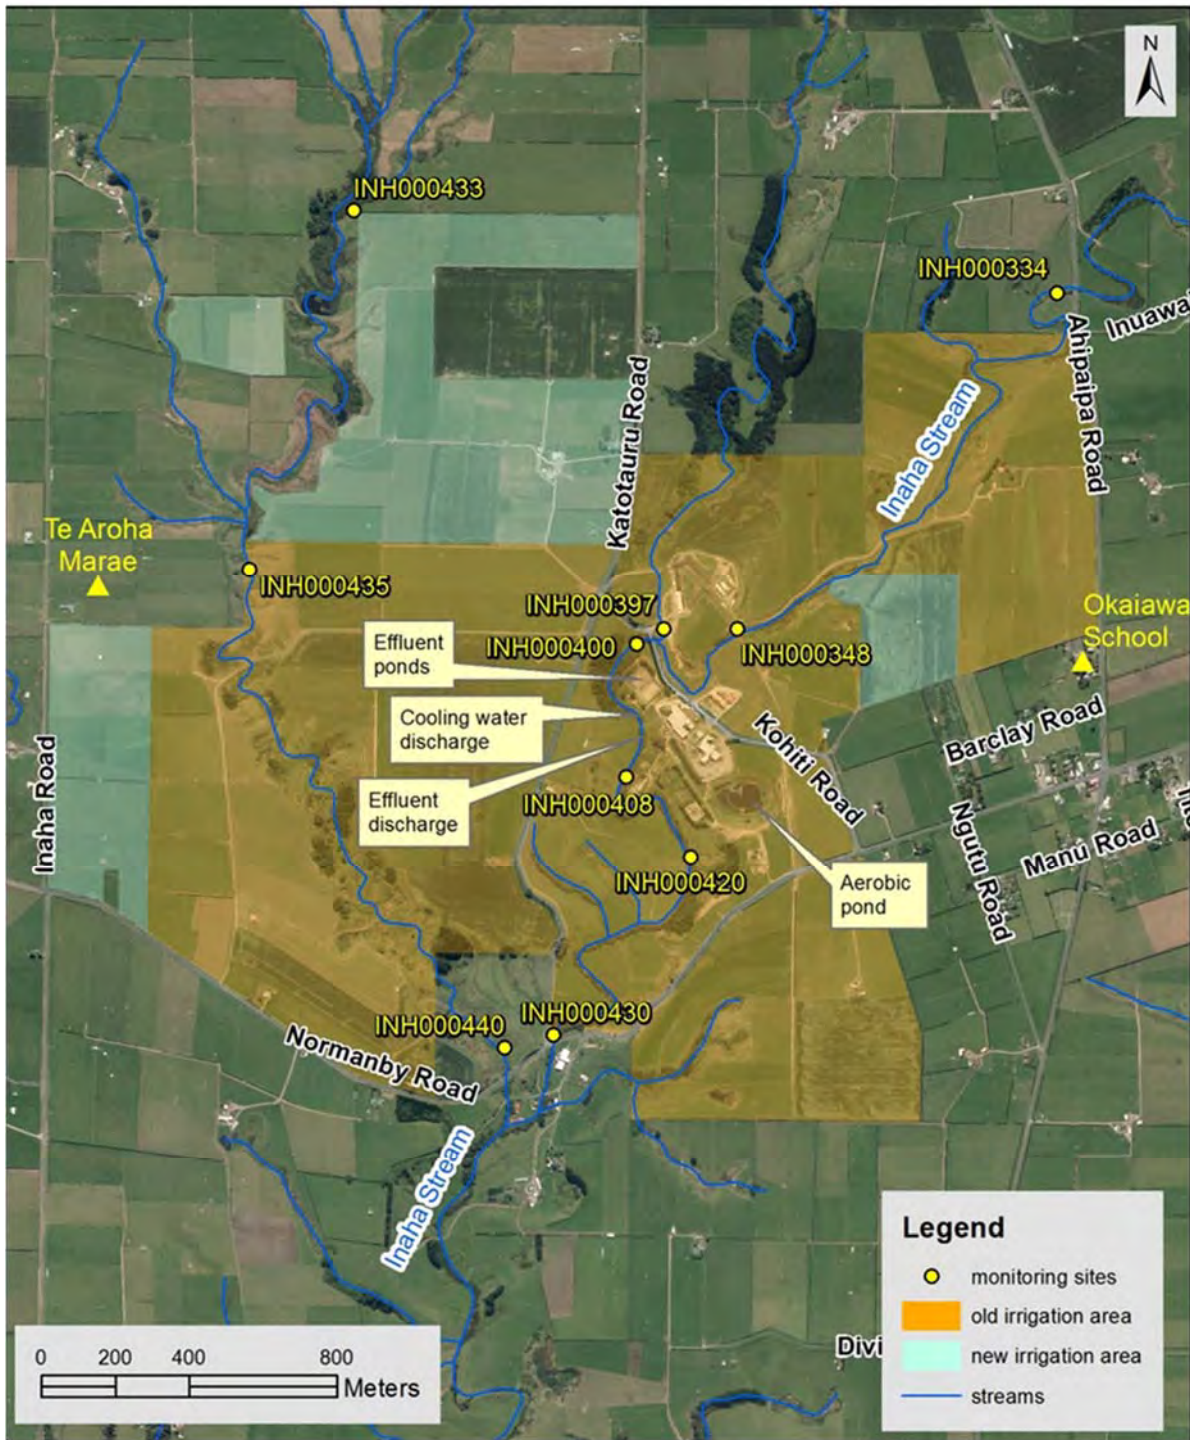 N
INH000433
INH000334
Ahipaipa Road
Katotauru Road
Inaha Stream
Te Aroha
Marae
INH000435
INH000397
INH000400
INH000348
Okaiawa
School
Effluent
ponds
Cooling water
discharge
Effluent
discharge
Kohiti Road
Barclay Road
Inaha Road
INH000408
INH000420
Aerobic
pond
Ngutu Road
Manu Road
INH000440
INH000430
Normanby Road
Inaha Stream
Legend
monitoring sites
old irrigation area
new irrigation area
streams
0 200 400 800
Meters